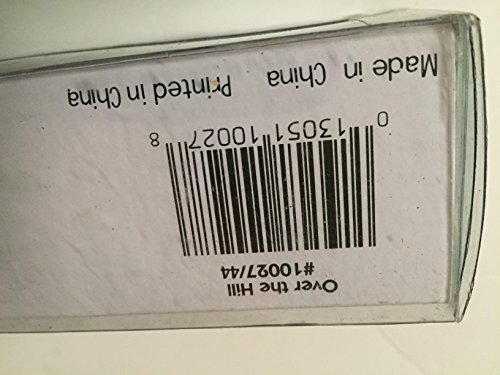 Over the Hill
#10027/44
0 13051 10027 8
Made in China Printed in China